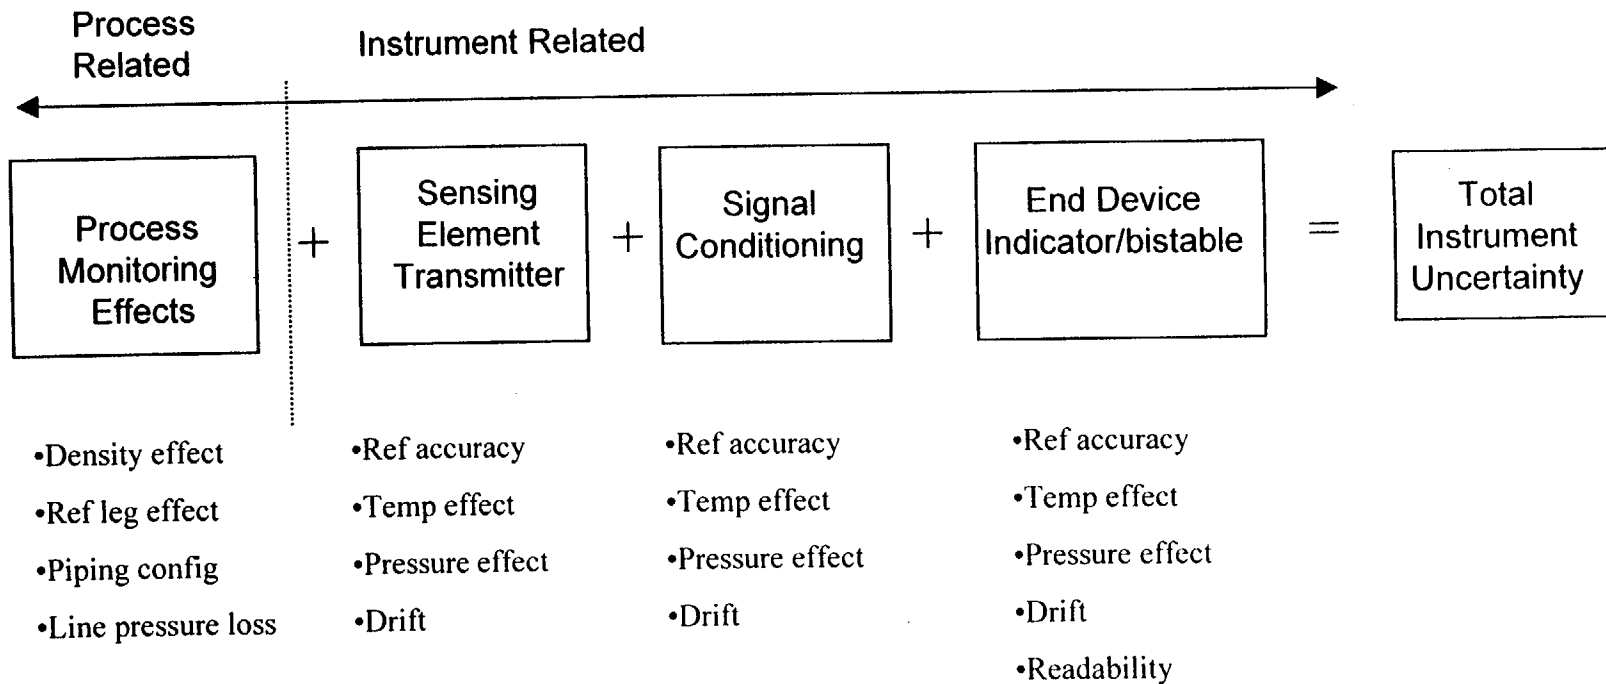 Process
Related
Instrument Related
Process
Monitoring
Effects
+
Sensing
Element
Transmitter
+
Signal
Conditioning
+
End Device
Indicator/bistable
=
Total
Instrument
Uncertainty
•Density effect
•Ref leg effect
•Piping config
•Line pressure loss
•Ref accuracy
•Temp effect
•Pressure effect
•Drift
•Ref accuracy
•Temp effect
•Pressure effect
•Drift
•Ref accuracy
•Temp effect
•Pressure effect
•Drift
•Readability